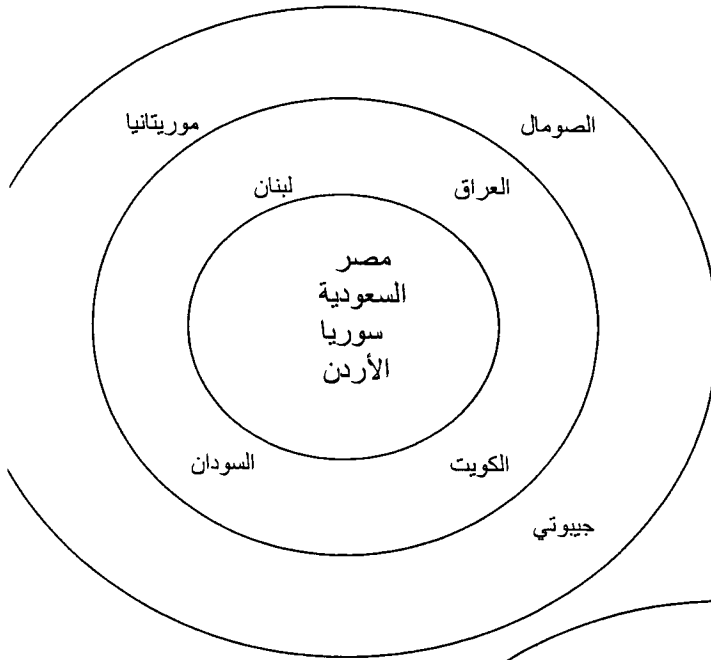 الصومال
موريتانيا
العراق
لبنان
مصر
السعودية
سوريا
الأردن
الكويت
السودان
جيبوتي